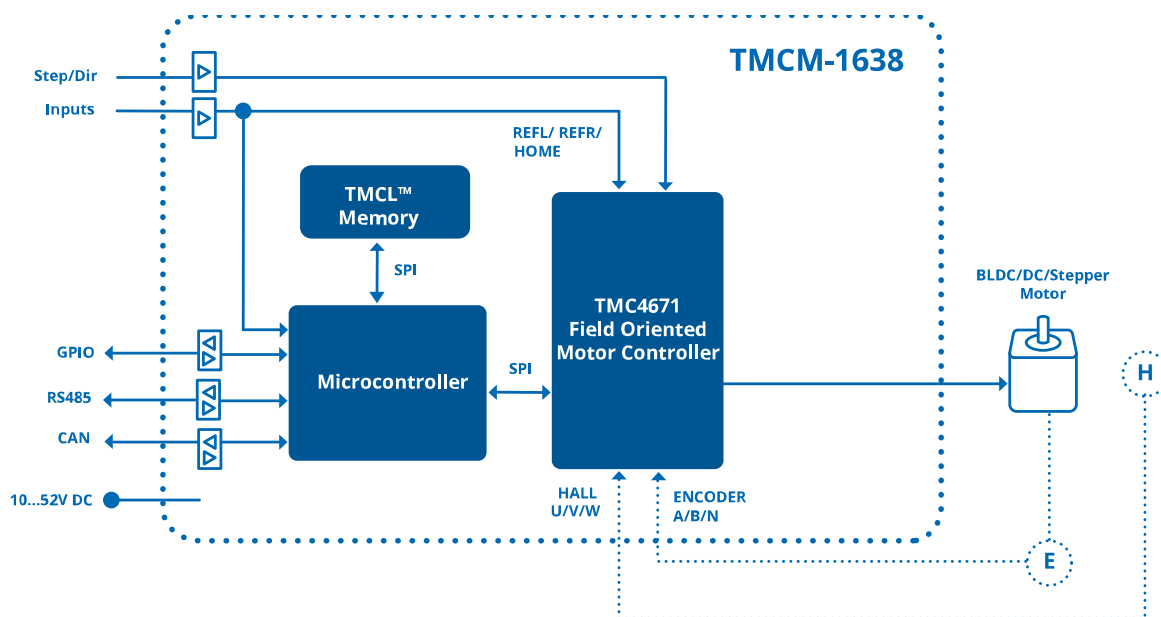 TMCM-1638
Step/Dir
Inputs
REFL/ REFR/
HOME
TMCL™
Memory
SPI
BLDC/DC/Stepper
Motor
TMC4671
Field Oriented
Motor Controller
GPIO
SPI
H
Microcontroller
RS485
CAN
10...52V DC
HALL
U/V/W
ENCODER
A/B/N
E